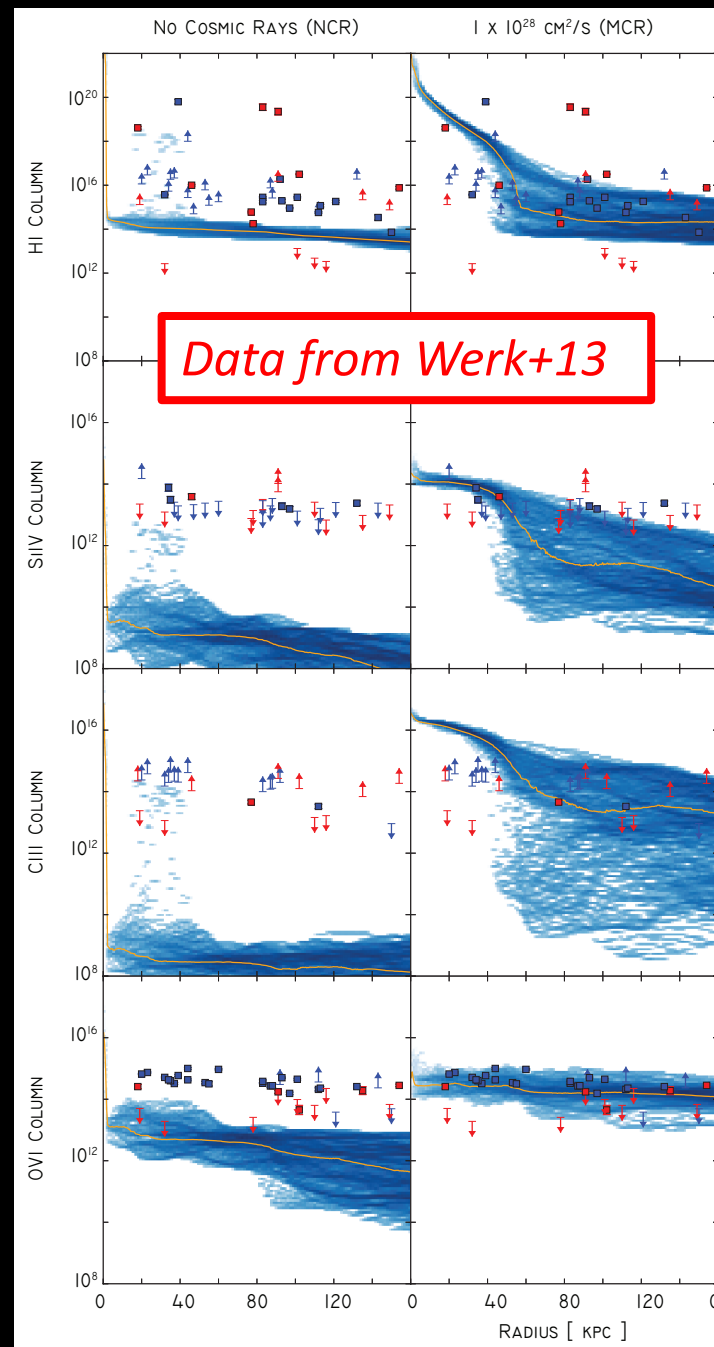 NO COSMIC RAYS (NCR)
1 X 10²⁸ CM²/S (MCR)
HI COLUMN
10²⁰
10¹⁶
10¹²
10⁸
Data from Werk+13
SIIV COLUMN
10¹⁶
10¹²
10⁸
CIII COLUMN
10¹⁶
10¹²
10⁸
OVI COLUMN
10¹⁶
10¹²
10⁸
0 40 80 120 0 40 80 120 0
RADIUS [ KPC ]